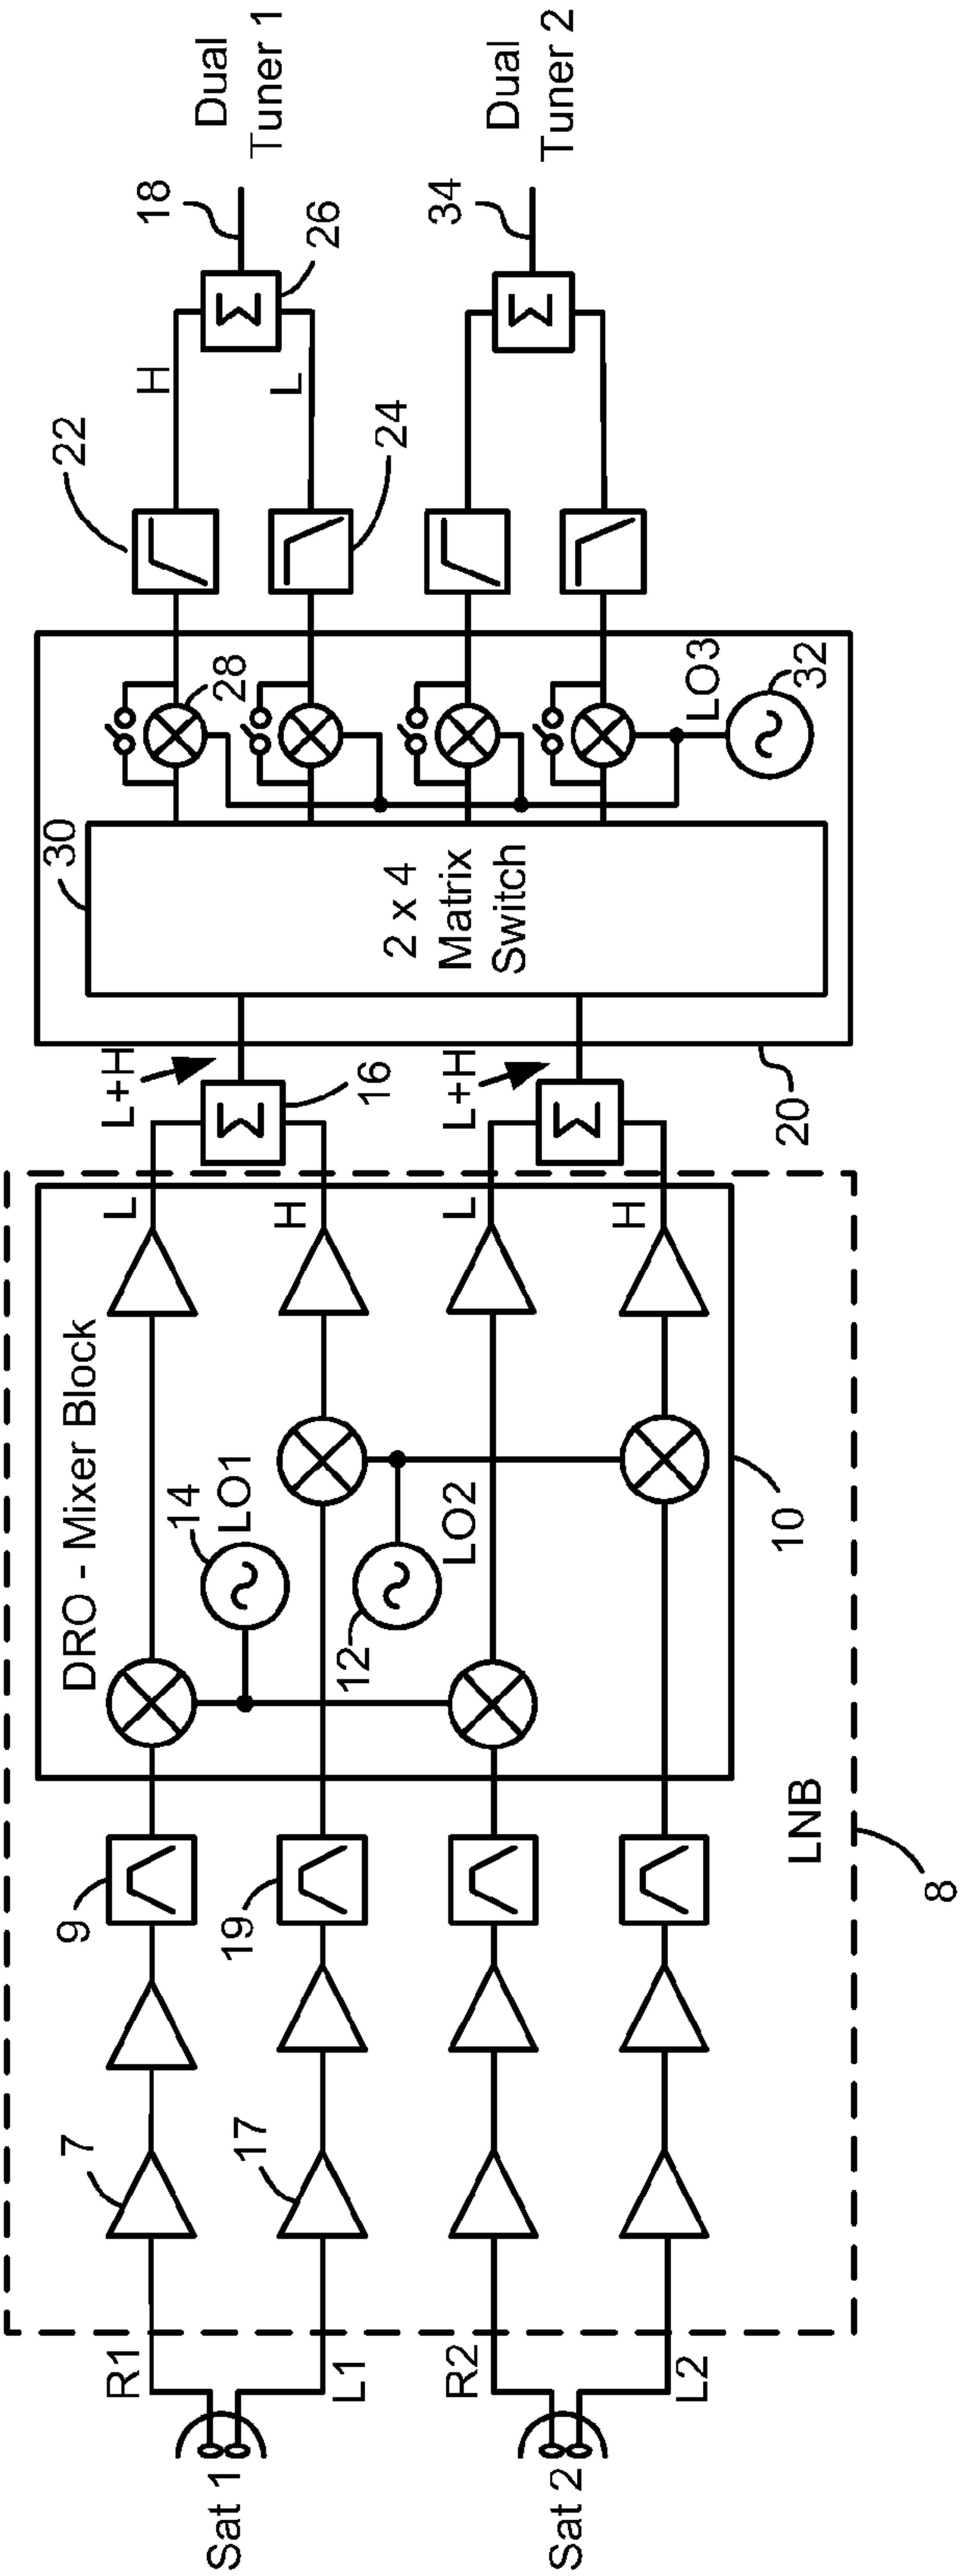 Sat 1
R1
L1
Sat 2
R2
L2
7
17
9
19
LNB
8
DRO - Mixer Block
14
LO1
12
LO2
10
L
H
L
H
L+H
16
L+H
20
30
2 x 4
Matrix
Switch
28
LO3
32
22
24
H
L
26
18
34
Dual
Tuner 1
Dual
Tuner 2
Σ
Σ
Σ
Σ